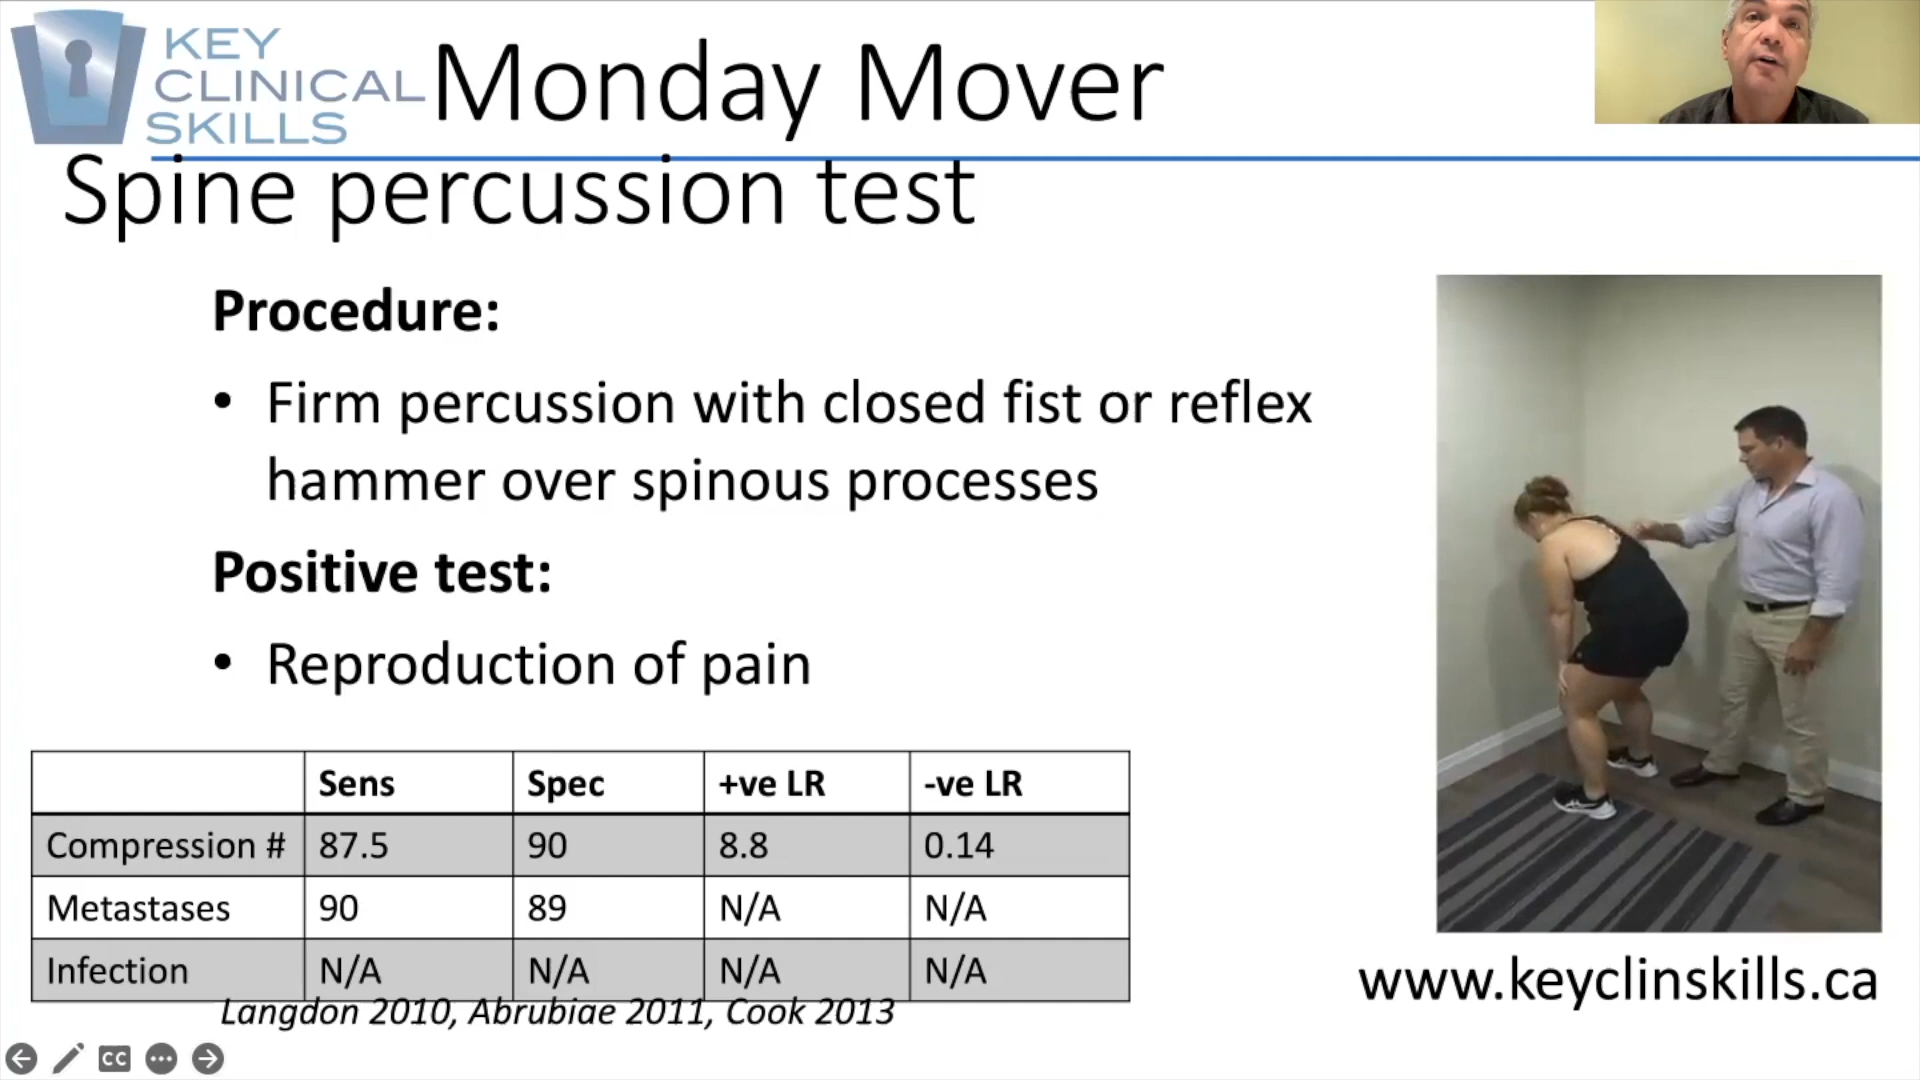 KEY
CLINICAL
SKILLS
Monday Mover
Spine percussion test
Procedure:
• Firm percussion with closed fist or reflex
hammer over spinous processes
Positive test:
• Reproduction of pain
Sens Spec +ve LR -ve LR
Compression # 87.5 90 8.8 0.14
Metastases 90 89 N/A N/A
Infection N/A N/A N/A N/A
Langdon 2010, Abrubiae 2011, Cook 2013
www.keyclinskills.ca
CC